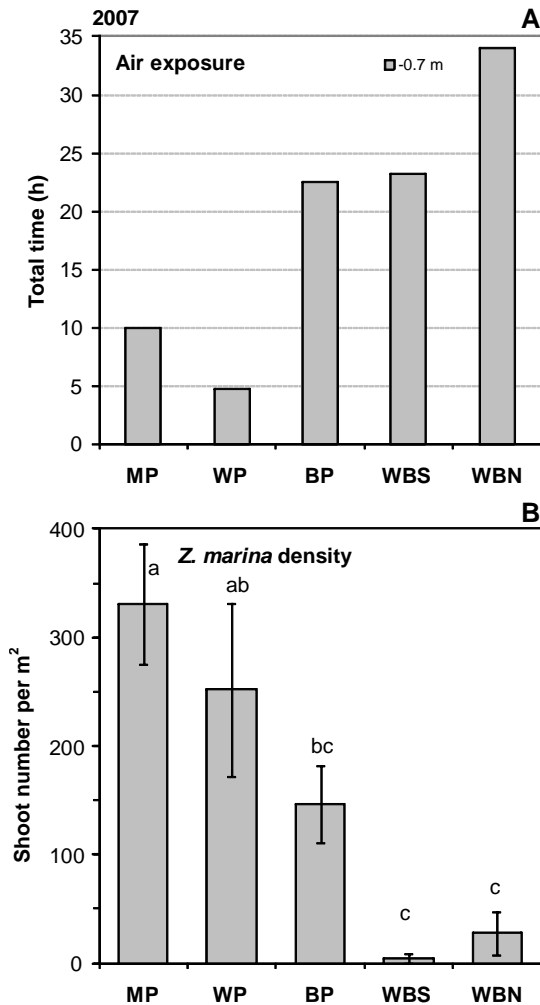 2007 A
35
Air exposure -0.7 m
30
25
20
15
10
5
0
Total time (h)
MP WP BP WBS WBN
B
400
Z. marina density
a
ab
300
bc
200
c c
100
0
Shoot number per m²
MP WP BP WBS WBN